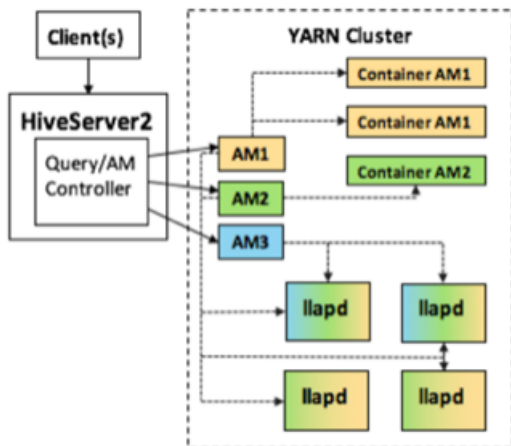 Client(s)
YARN Cluster
HiveServer2
Query/AM
Controller
AM1
AM2
AM3
Container AM1
Container AM1
Container AM2
llapd
llapd
llapd
llapd